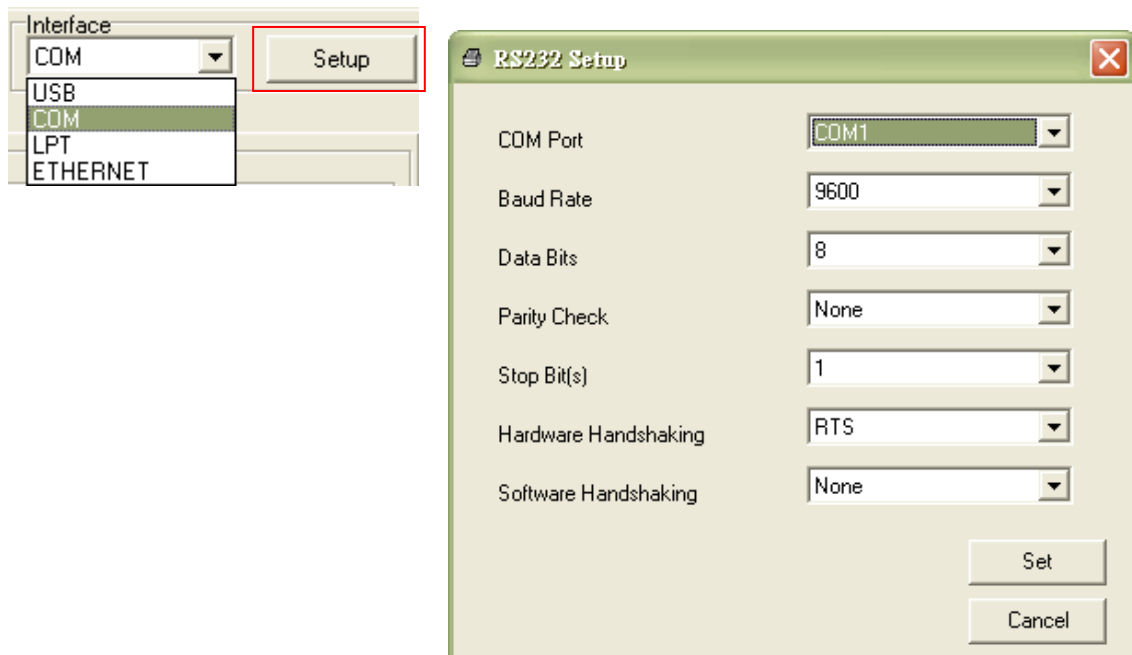 Interface
COM
Setup
USB
COM
LPT
ETHERNET
RS232 Setup
COM Port
COM1
Baud Rate
9600
Data Bits
8
Parity Check
None
Stop Bit(s)
1
Hardware Handshaking
RTS
Software Handshaking
None
Set
Cancel